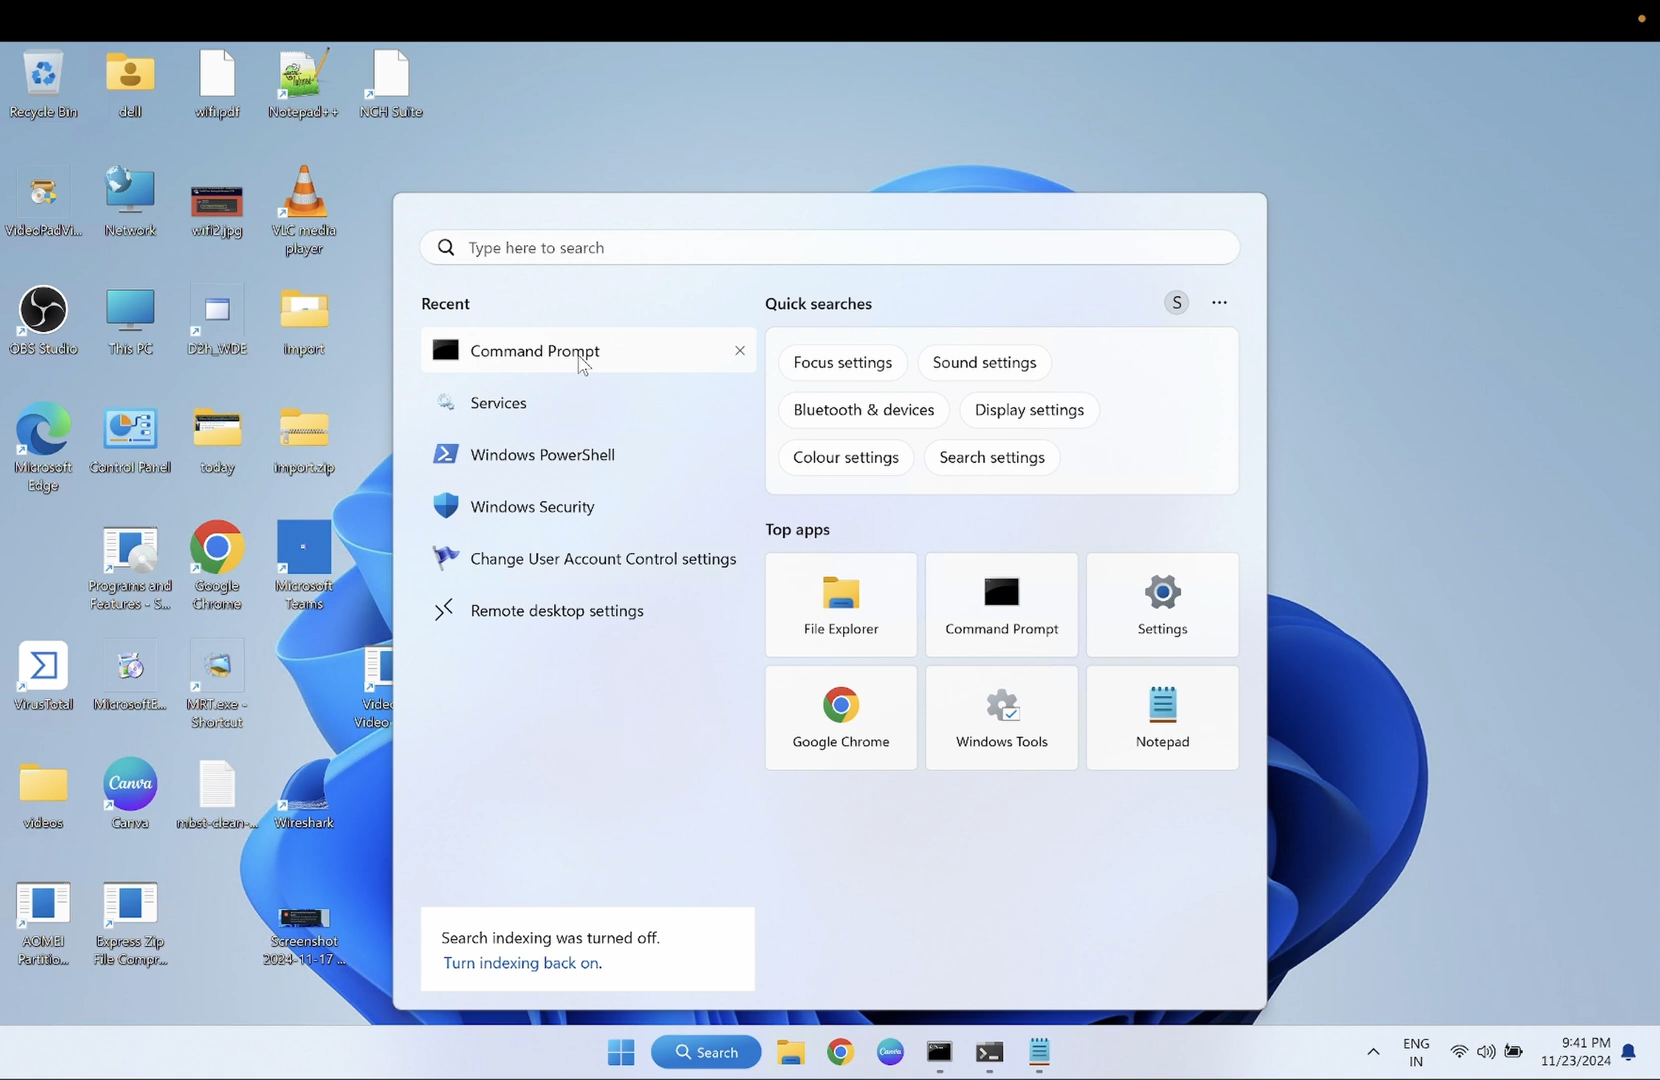 Recycle Bin
dell
wifi.pdf
Notepad++
NCH Suite
VideoPadVi...
Network
wifi2.jpg
VLC media
player
OBS Studio
This PC
D2h_WDE
import
Microsoft
Edge
Control Panel
today
import.zip
Programs and
Features - S...
Google
Chrome
Microsoft
Teams
VirusTotal
MicrosoftE...
MRT.exe -
Shortcut
Video
Video
videos
Canva
Canva
mbst-clean-...
Wireshark
AOMEI
Partitio...
Express Zip
File Compr...
Screenshot
2024-11-17 ...
Type here to search
Recent
Command Prompt
Services
Windows PowerShell
Windows Security
Change User Account Control settings
Remote desktop settings
Search indexing was turned off.
Turn indexing back on.
Quick searches
S
Focus settings
Sound settings
Bluetooth & devices
Display settings
Colour settings
Search settings
Top apps
File Explorer
Command Prompt
Settings
Google Chrome
Windows Tools
Notepad
Search
Canva
ENG
IN
9:41 PM
11/23/2024